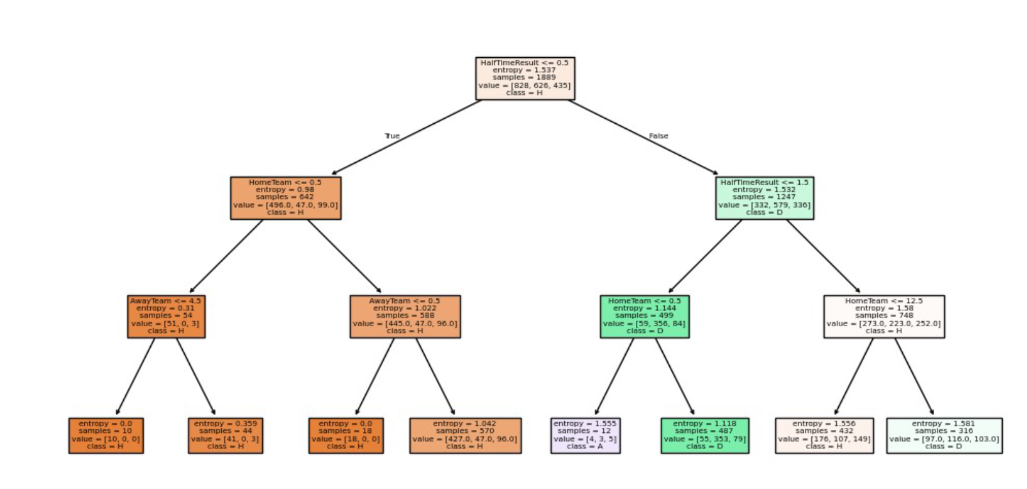 HalfTimeResult <= 0.5
entropy = 1.537
samples = 1889
value = [828, 626, 435]
class = H
True
False
HomeTeam <= 0.5
entropy = 0.98
samples = 642
value = [496.0, 47.0, 99.0]
class = H
HalfTimeResult <= 1.5
entropy = 1.532
samples = 1247
value = [332, 579, 336]
class = D
AwayTeam <= 4.5
entropy = 0.31
samples = 54
value = [51, 0, 3]
class = H
AwayTeam <= 0.5
entropy = 1.022
samples = 588
value = [445.0, 47.0, 96.0]
class = H
HomeTeam <= 0.5
entropy = 1.144
samples = 499
value = [59, 356, 84]
class = D
HomeTeam <= 12.5
entropy = 1.58
samples = 748
value = [273.0, 223.0, 252.0]
class = H
entropy = 0.0
samples = 10
value = [10, 0, 0]
class = H
entropy = 0.359
samples = 44
value = [41, 0, 3]
class = H
entropy = 0.0
samples = 18
value = [18, 0, 0]
class = H
entropy = 1.042
samples = 570
value = [427.0, 47.0, 96.0]
class = H
entropy = 1.555
samples = 12
value = [4, 3, 5]
class = A
entropy = 1.118
samples = 487
value = [55, 353, 79]
class = D
entropy = 1.556
samples = 432
value = [176, 107, 149]
class = H
entropy = 1.581
samples = 316
value = [97.0, 116.0, 103.0]
class = D